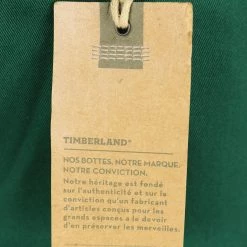 TIMBERLAND®
NOS BOTTES. NOTRE MARQUE.
NOTRE CONVICTION.
Notre héritage est fondé
sur l'authenticité et sur la
conviction qu'un fabricant
d'articles conçus pour les
grands espaces a le devoir
d'en préserver les merveilles.